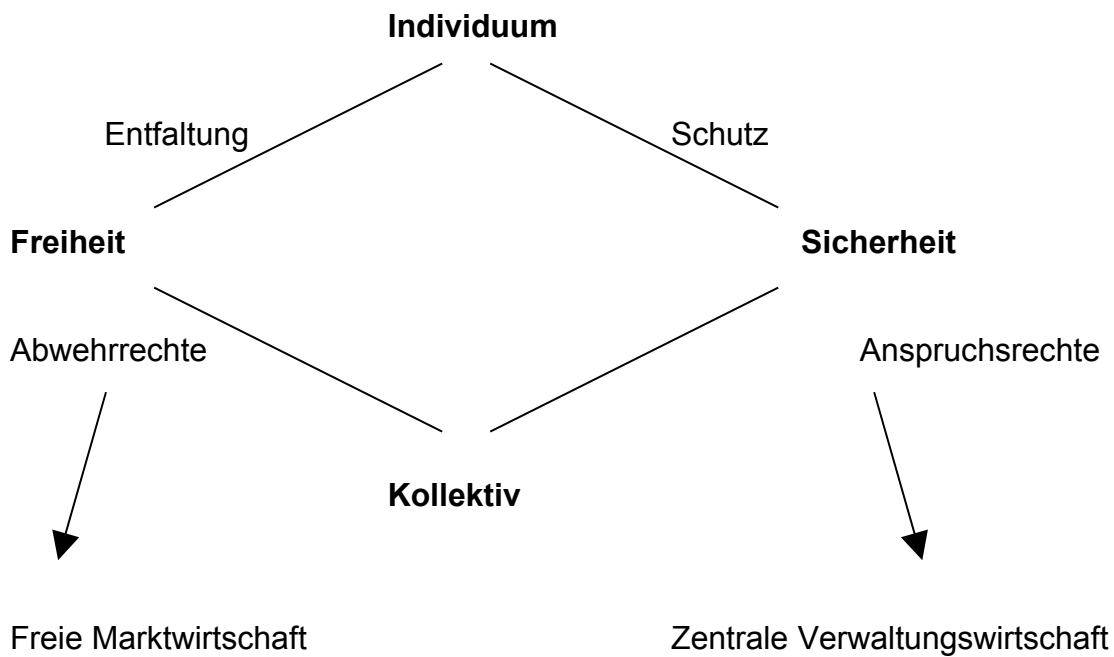 Individuum
Entfaltung Schutz
Freiheit Sicherheit
Abwehrrechte Anspruchsrechte
Kollektiv
Freie Marktwirtschaft Zentrale Verwaltungswirtschaft